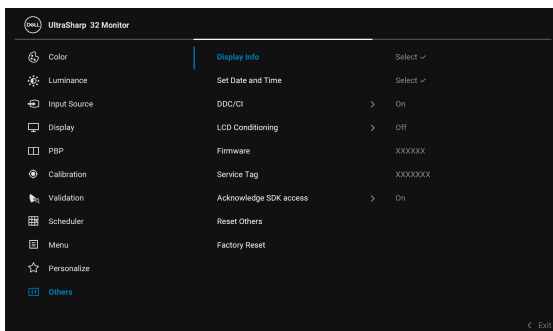 DELL UltraSharp 32 Monitor
Color
Display Info Select
Luminance
Set Date and Time Select
Input Source
DDC/CI > On
Display
LCD Conditioning > Off
PBP
Firmware XXXXXX
Calibration
Service Tag XXXXXXX
Validation
Acknowledge SDK access > On
Scheduler
Reset Others
Menu
Factory Reset
Personalize
Others
< Exit